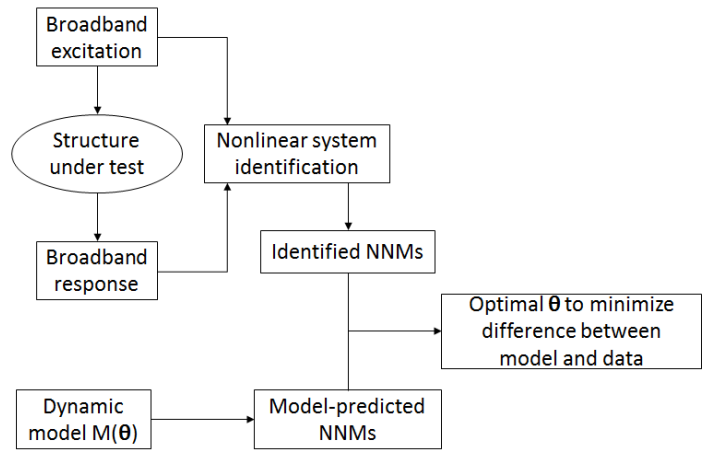 Broadband
excitation
Structure
under test
Nonlinear system
identification
Broadband
response
Identified NNMs
Optimal θ to minimize
difference between
model and data
Dynamic
model M(θ)
Model-predicted
NNMs